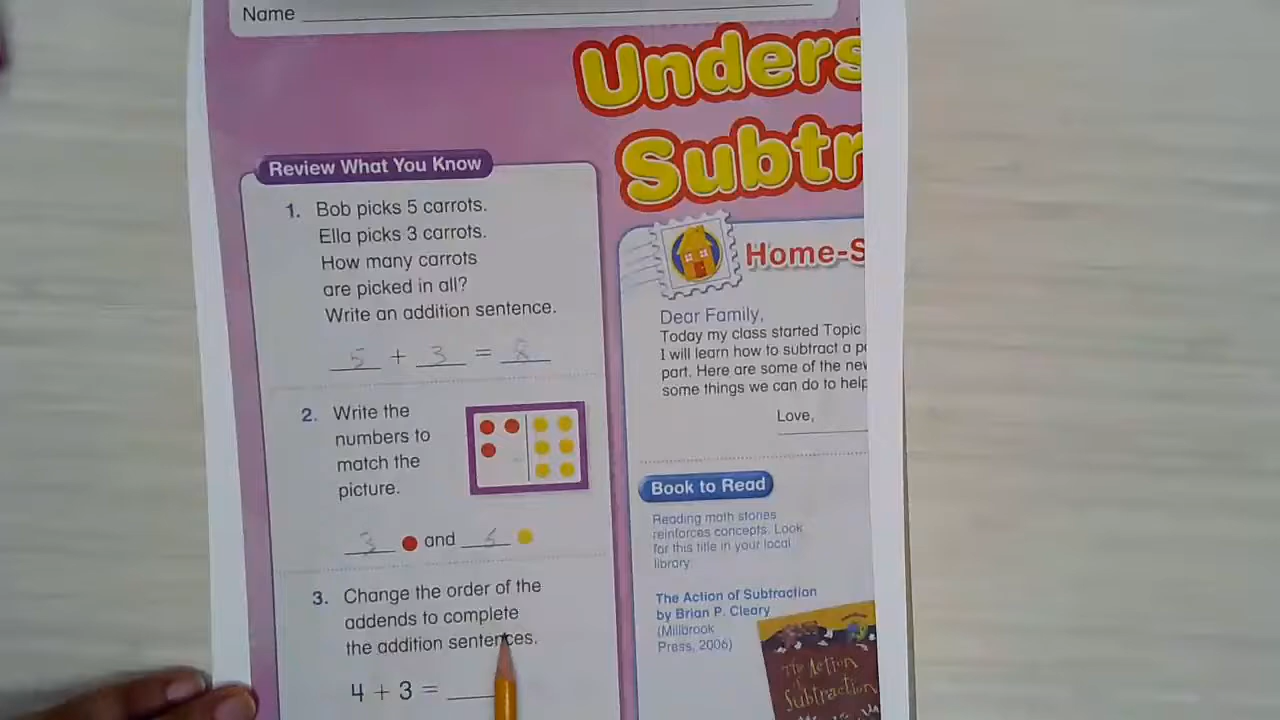 Name
Unders
Subtr
Review What You Know
1. Bob picks 5 carrots.
Ella picks 3 carrots.
How many carrots
are picked in all?
Write an addition sentence.
5 + 3 = 8
2. Write the
numbers to
match the
picture.
3 and 6
3. Change the order of the
addends to complete
the addition sentences.
4 + 3 =
Home-S
Dear Family,
Today my class started Topic
I will learn how to subtract a p
part. Here are some of the new
some things we can do to help
Love,
Book to Read
Reading math stories
reinforces concepts. Look
for this title in your local
library
The Action of Subtraction
by Brian P. Cleary
(Millbrook
Press, 2006)
The Action of
Subtraction